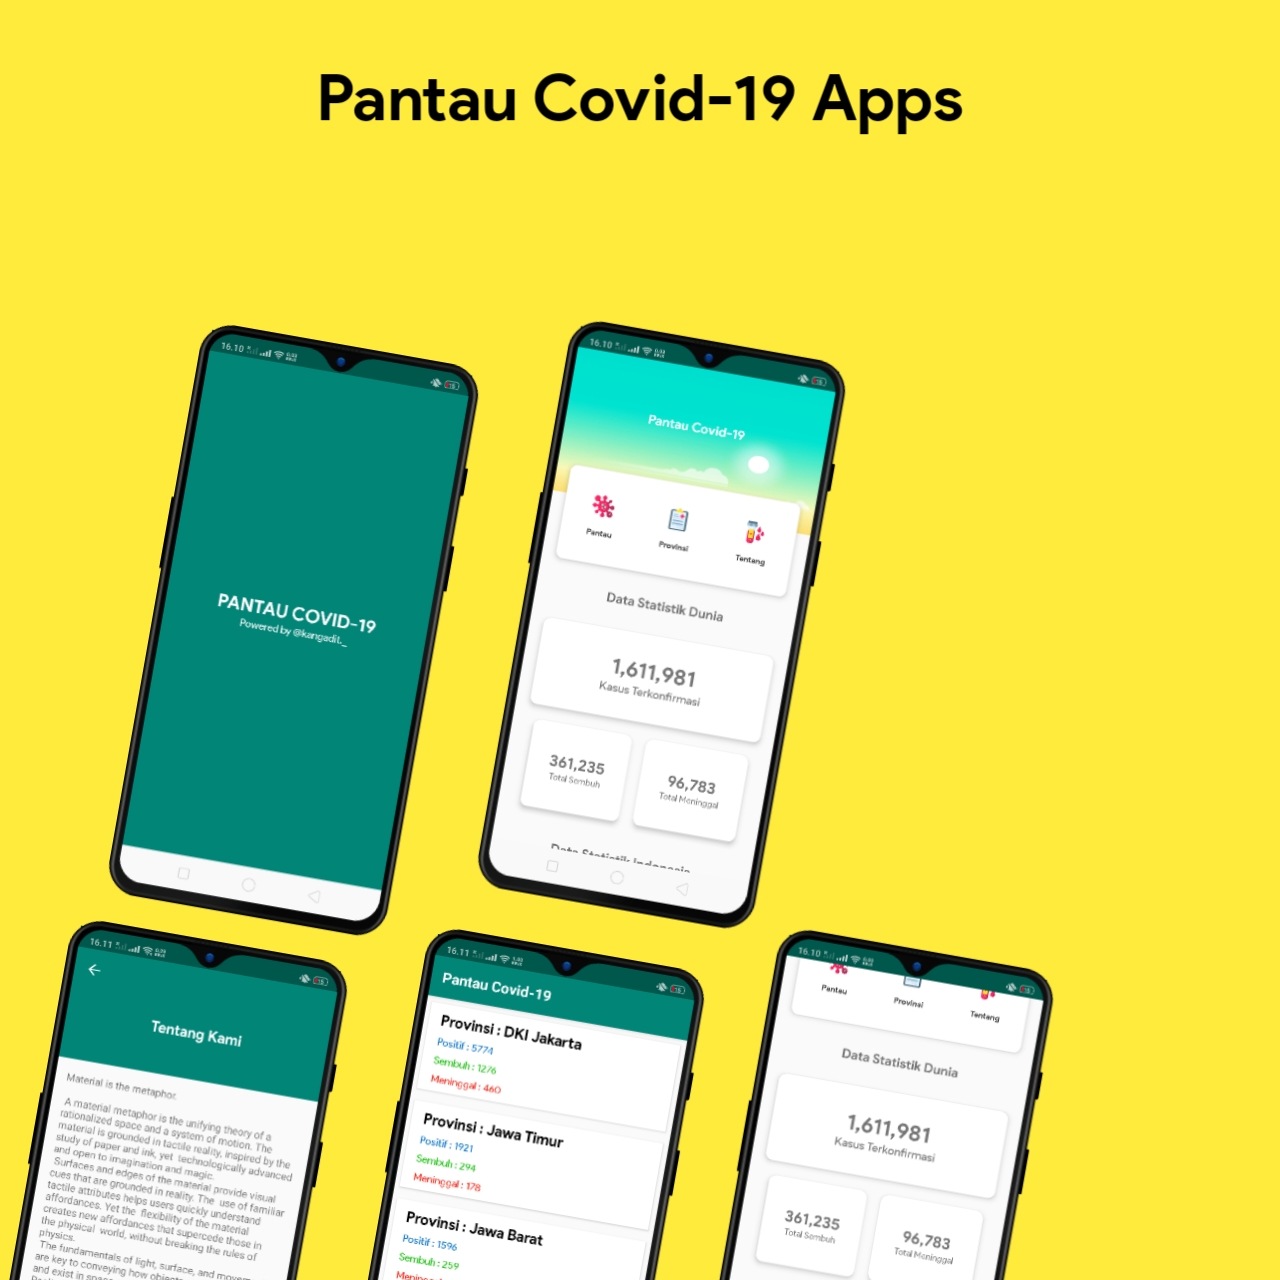 Pantau Covid-19 Apps
16.10
PANTAU COVID-19
Powered by @kangadit._
16.10
Pantau Covid-19
Pantau
Provinsi
Tentang
Data Statistik Dunia
1,611,981
Kasus Terkonfirmasi
361,235
Total Sembuh
96,783
Total Meninggal
Data Statistik Indonesia
16.11
Tentang Kami
Material is the metaphor.
A material metaphor is the unifying theory of a
rationalized space and a system of motion. The
material is grounded in tactile reality, inspired by the
study of paper and ink, yet technologically advanced
and open to imagination and magic.
Surfaces and edges of the material provide visual
cues that are grounded in reality. The use of familiar
tactile attributes helps users quickly understand
affordances. Yet the flexibility of the material
creates new affordances that supercede those in
the physical world, without breaking the rules of
physics.
The fundamentals of light, surface, and movem
are key to conveying how objects
and exist in space
16.11
Pantau Covid-19
Provinsi : DKI Jakarta
Positif : 5774
Sembuh : 1276
Meninggal : 460
Provinsi : Jawa Timur
Positif : 1921
Sembuh : 294
Meninggal : 178
Provinsi : Jawa Barat
Positif : 1596
Sembuh : 259
16.10
Pantau
Provinsi
Tentang
Data Statistik Dunia
1,611,981
Kasus Terkonfirmasi
361,235
Total Sembuh
96,783
Total Meninggal